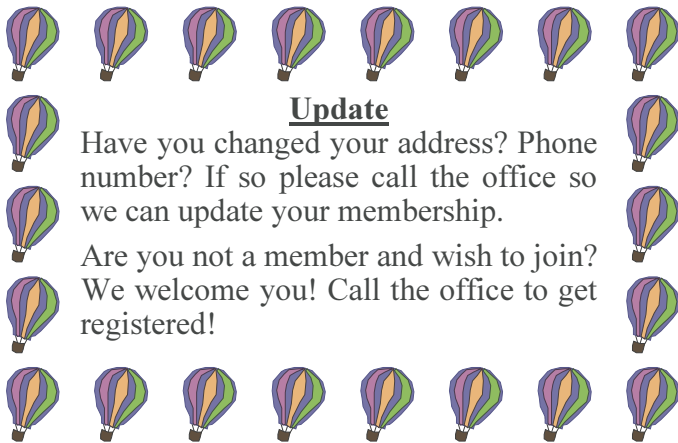 Update
Have you changed your address? Phone
number? If so please call the office so
we can update your membership.
Are you not a member and wish to join?
We welcome you! Call the office to get
registered!